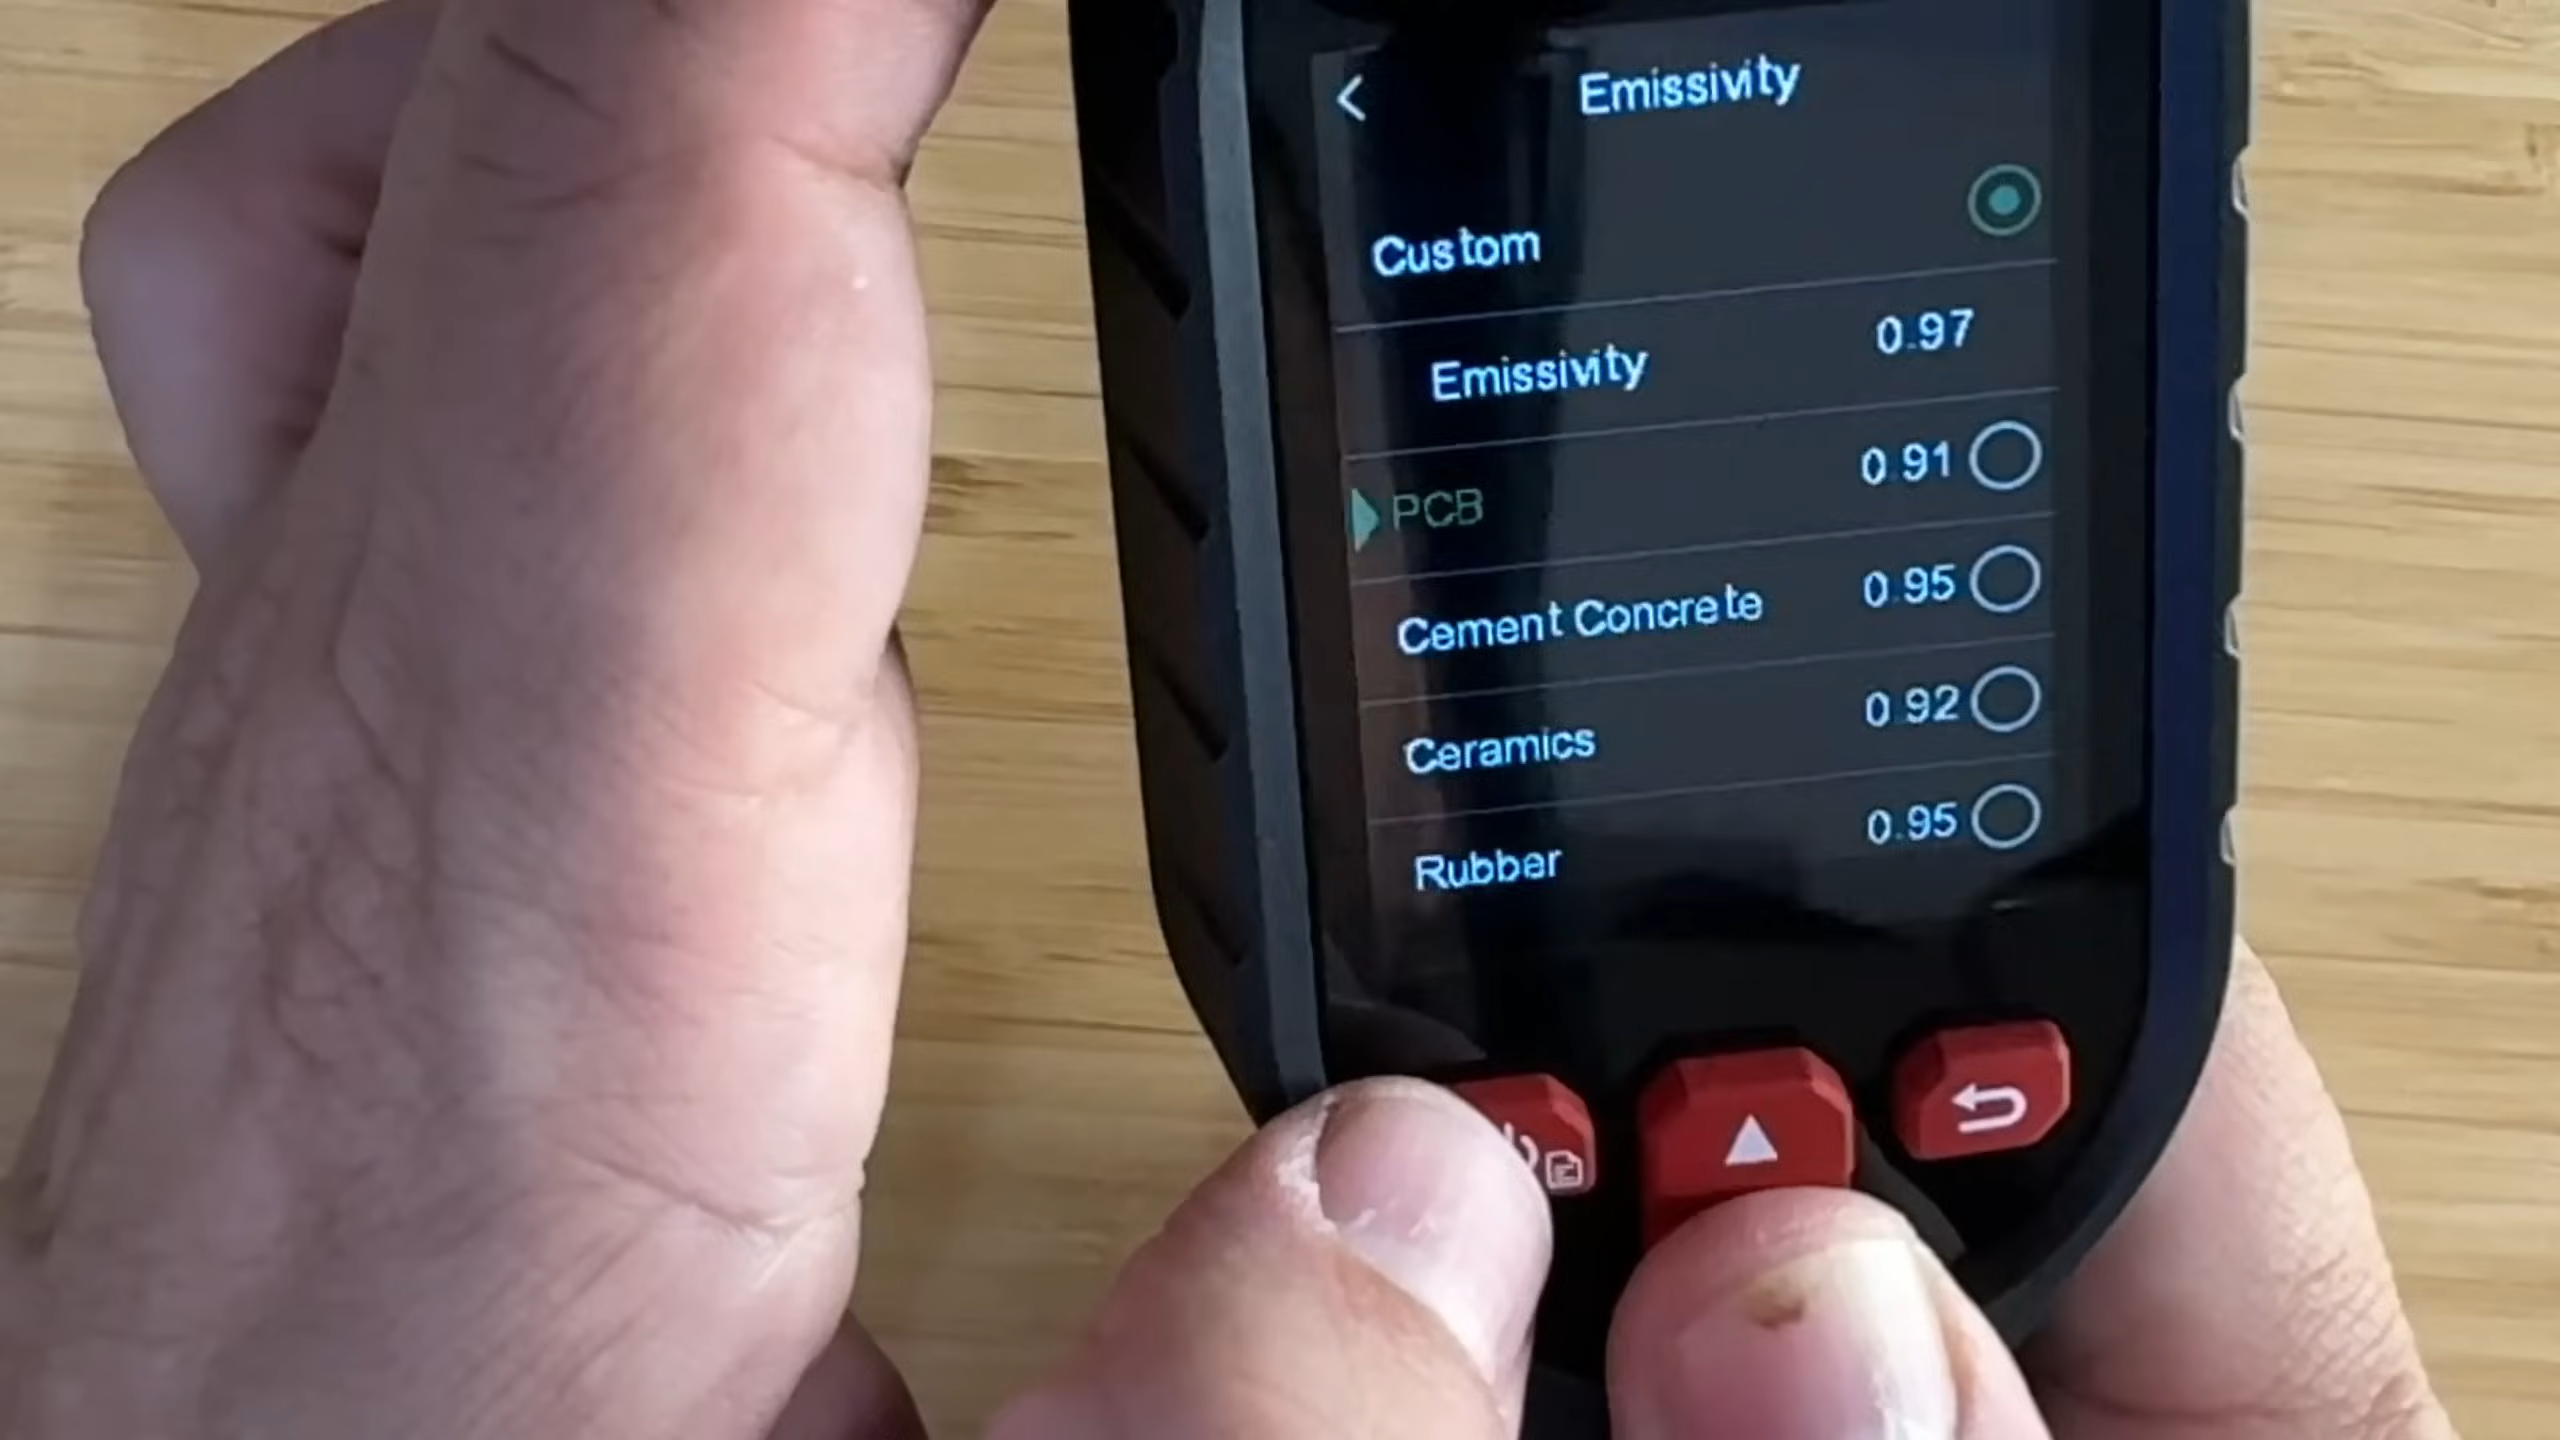 Emissivity
Custom
Emissivity 0.97
PCB 0.91
Cement Concrete 0.95
Ceramics 0.92
Rubber 0.95